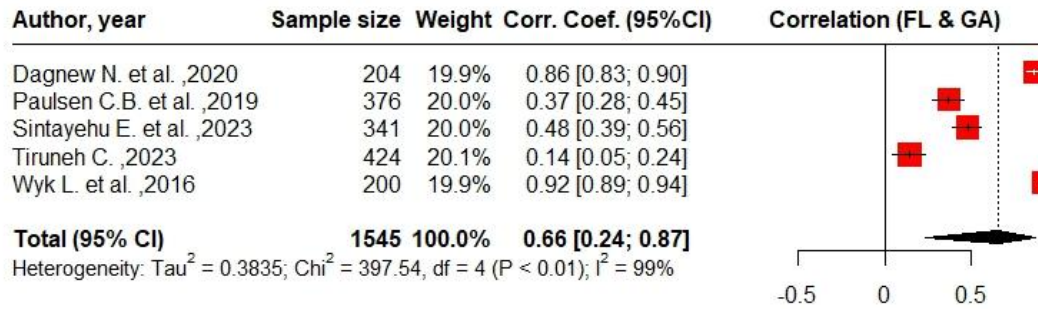 Author, year Sample size Weight Corr. Coef. (95%CI) Correlation (FL & GA)
Dagnew N. et al. ,2020 204 19.9% 0.86 [0.83; 0.90]
Paulsen C.B. et al. ,2019 376 20.0% 0.37 [0.28; 0.45]
Sintayehu E. et al. ,2023 341 20.0% 0.48 [0.39; 0.56]
Tiruneh C. ,2023 424 20.1% 0.14 [0.05; 0.24]
Wyk L. et al. ,2016 200 19.9% 0.92 [0.89; 0.94]
Total (95% CI) 1545 100.0% 0.66 [0.24; 0.87]
Heterogeneity: Tau² = 0.3835; Chi² = 397.54, df = 4 (P < 0.01); I² = 99%
-0.5 0 0.5